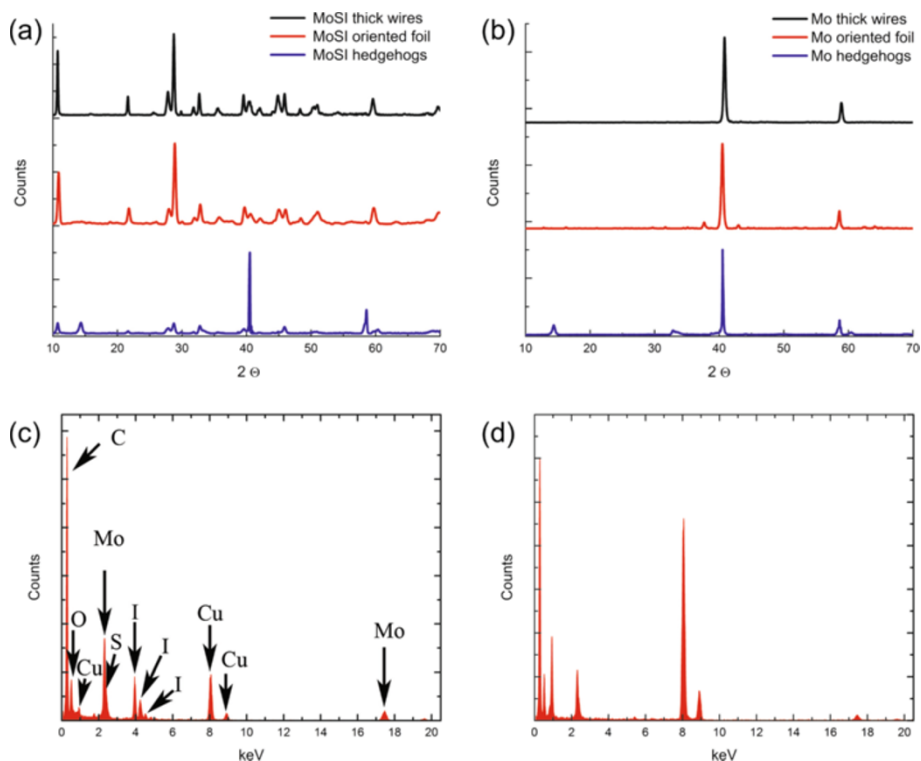 (a)
MoSI thick wires
MoSI oriented foil
MoSI hedgehogs
Counts
10 20 30 40 50 60 70
2 Θ
(b)
Mo thick wires
Mo oriented foil
Mo hedgehogs
Counts
10 20 30 40 50 60 70
2 Θ
(c)
C
Mo
O
Cu
S
I
I
I
Cu
Cu
Mo
Counts
0 2 4 6 8 10 12 14 16 18 20
keV
(d)
Counts
0 2 4 6 8 10 12 14 16 18 20
keV